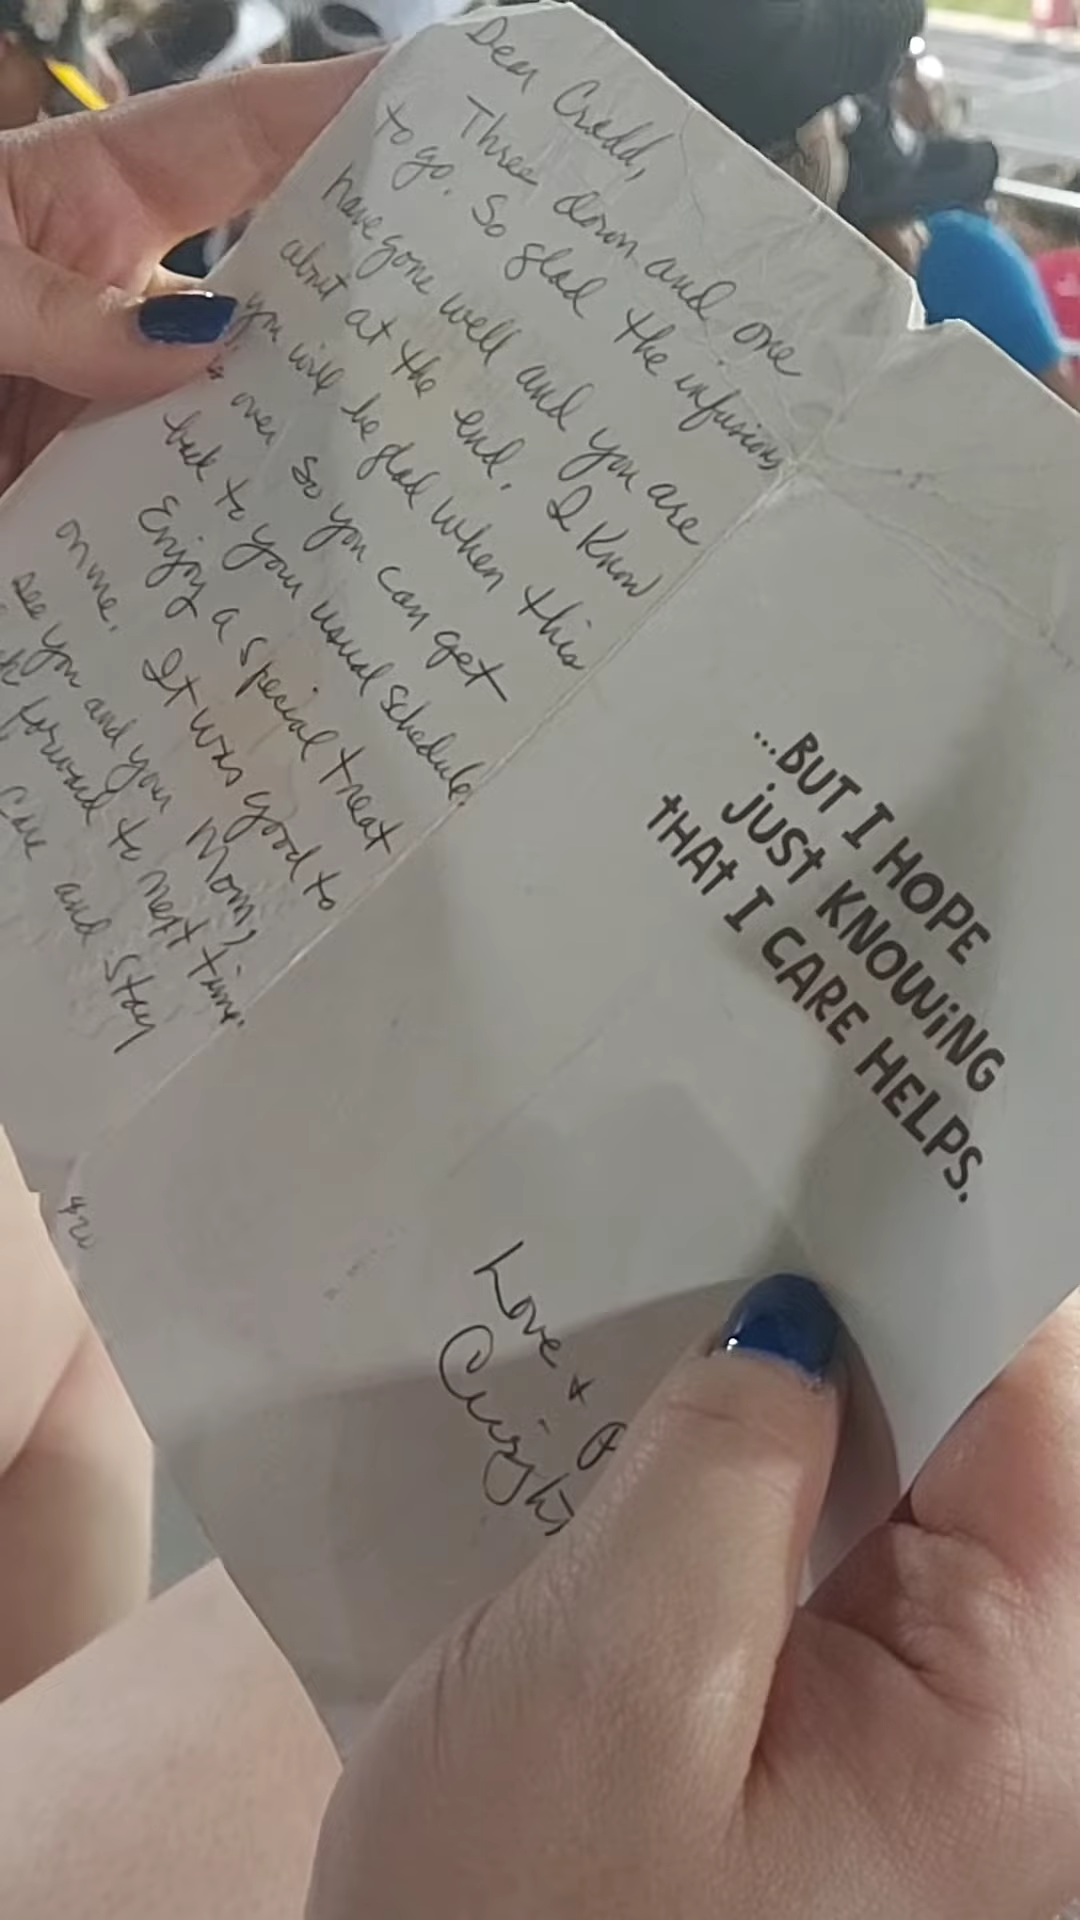 Dear Credd,
Three down and one
to go. So glad the infusions
have gone well and you are
about at the end. I know
you will be glad when this
is over so you can get
back to your usual schedule.
Enjoy a special treat
on me. It was good to
see you and your Mom,
forward to next time.
Care and stay
...BUT I HOPE
JUST KNOWING
THAT I CARE HELPS.
Love +